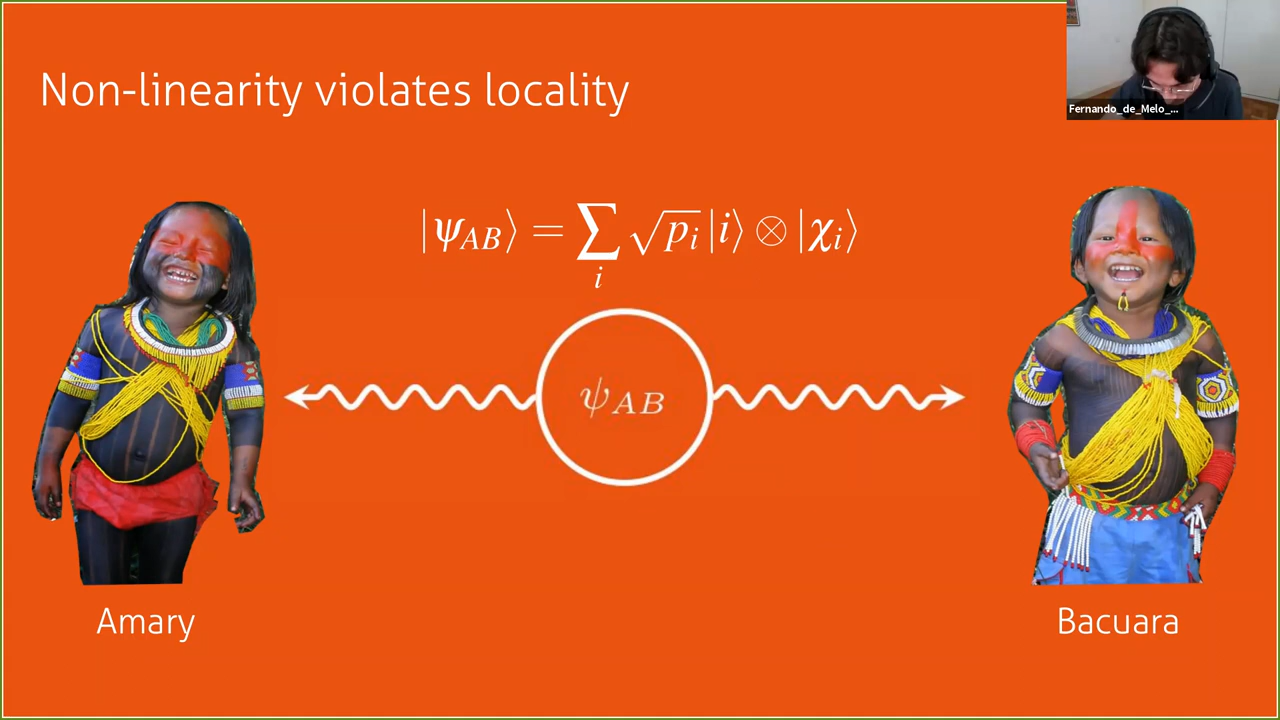 Non-linearity violates locality
Fernando_de_Melo_...
|ψ_AB⟩ = ∑_i √p_i |i⟩ ⊗ |χ_i⟩
ψ_AB
Amary
Bacuara